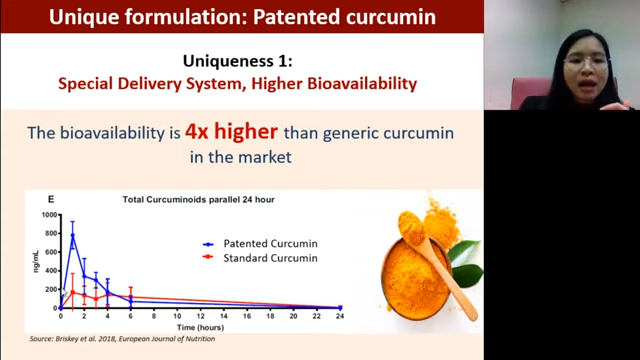 Unique formulation: Patented curcumin
Uniqueness 1:
Special Delivery System, Higher Bioavailability
The bioavailability is 4x higher than generic curcumin
in the market
E
Total Curcuminoids parallel 24 hour
1000
800
600
400
200
0
ng/mL
Patented Curcumin
Standard Curcumin
0 2 4 6 8 10 12 14 16 18 20 22 24
Time (hours)
Source: Briskey et al. 2018, European Journal of Nutrition